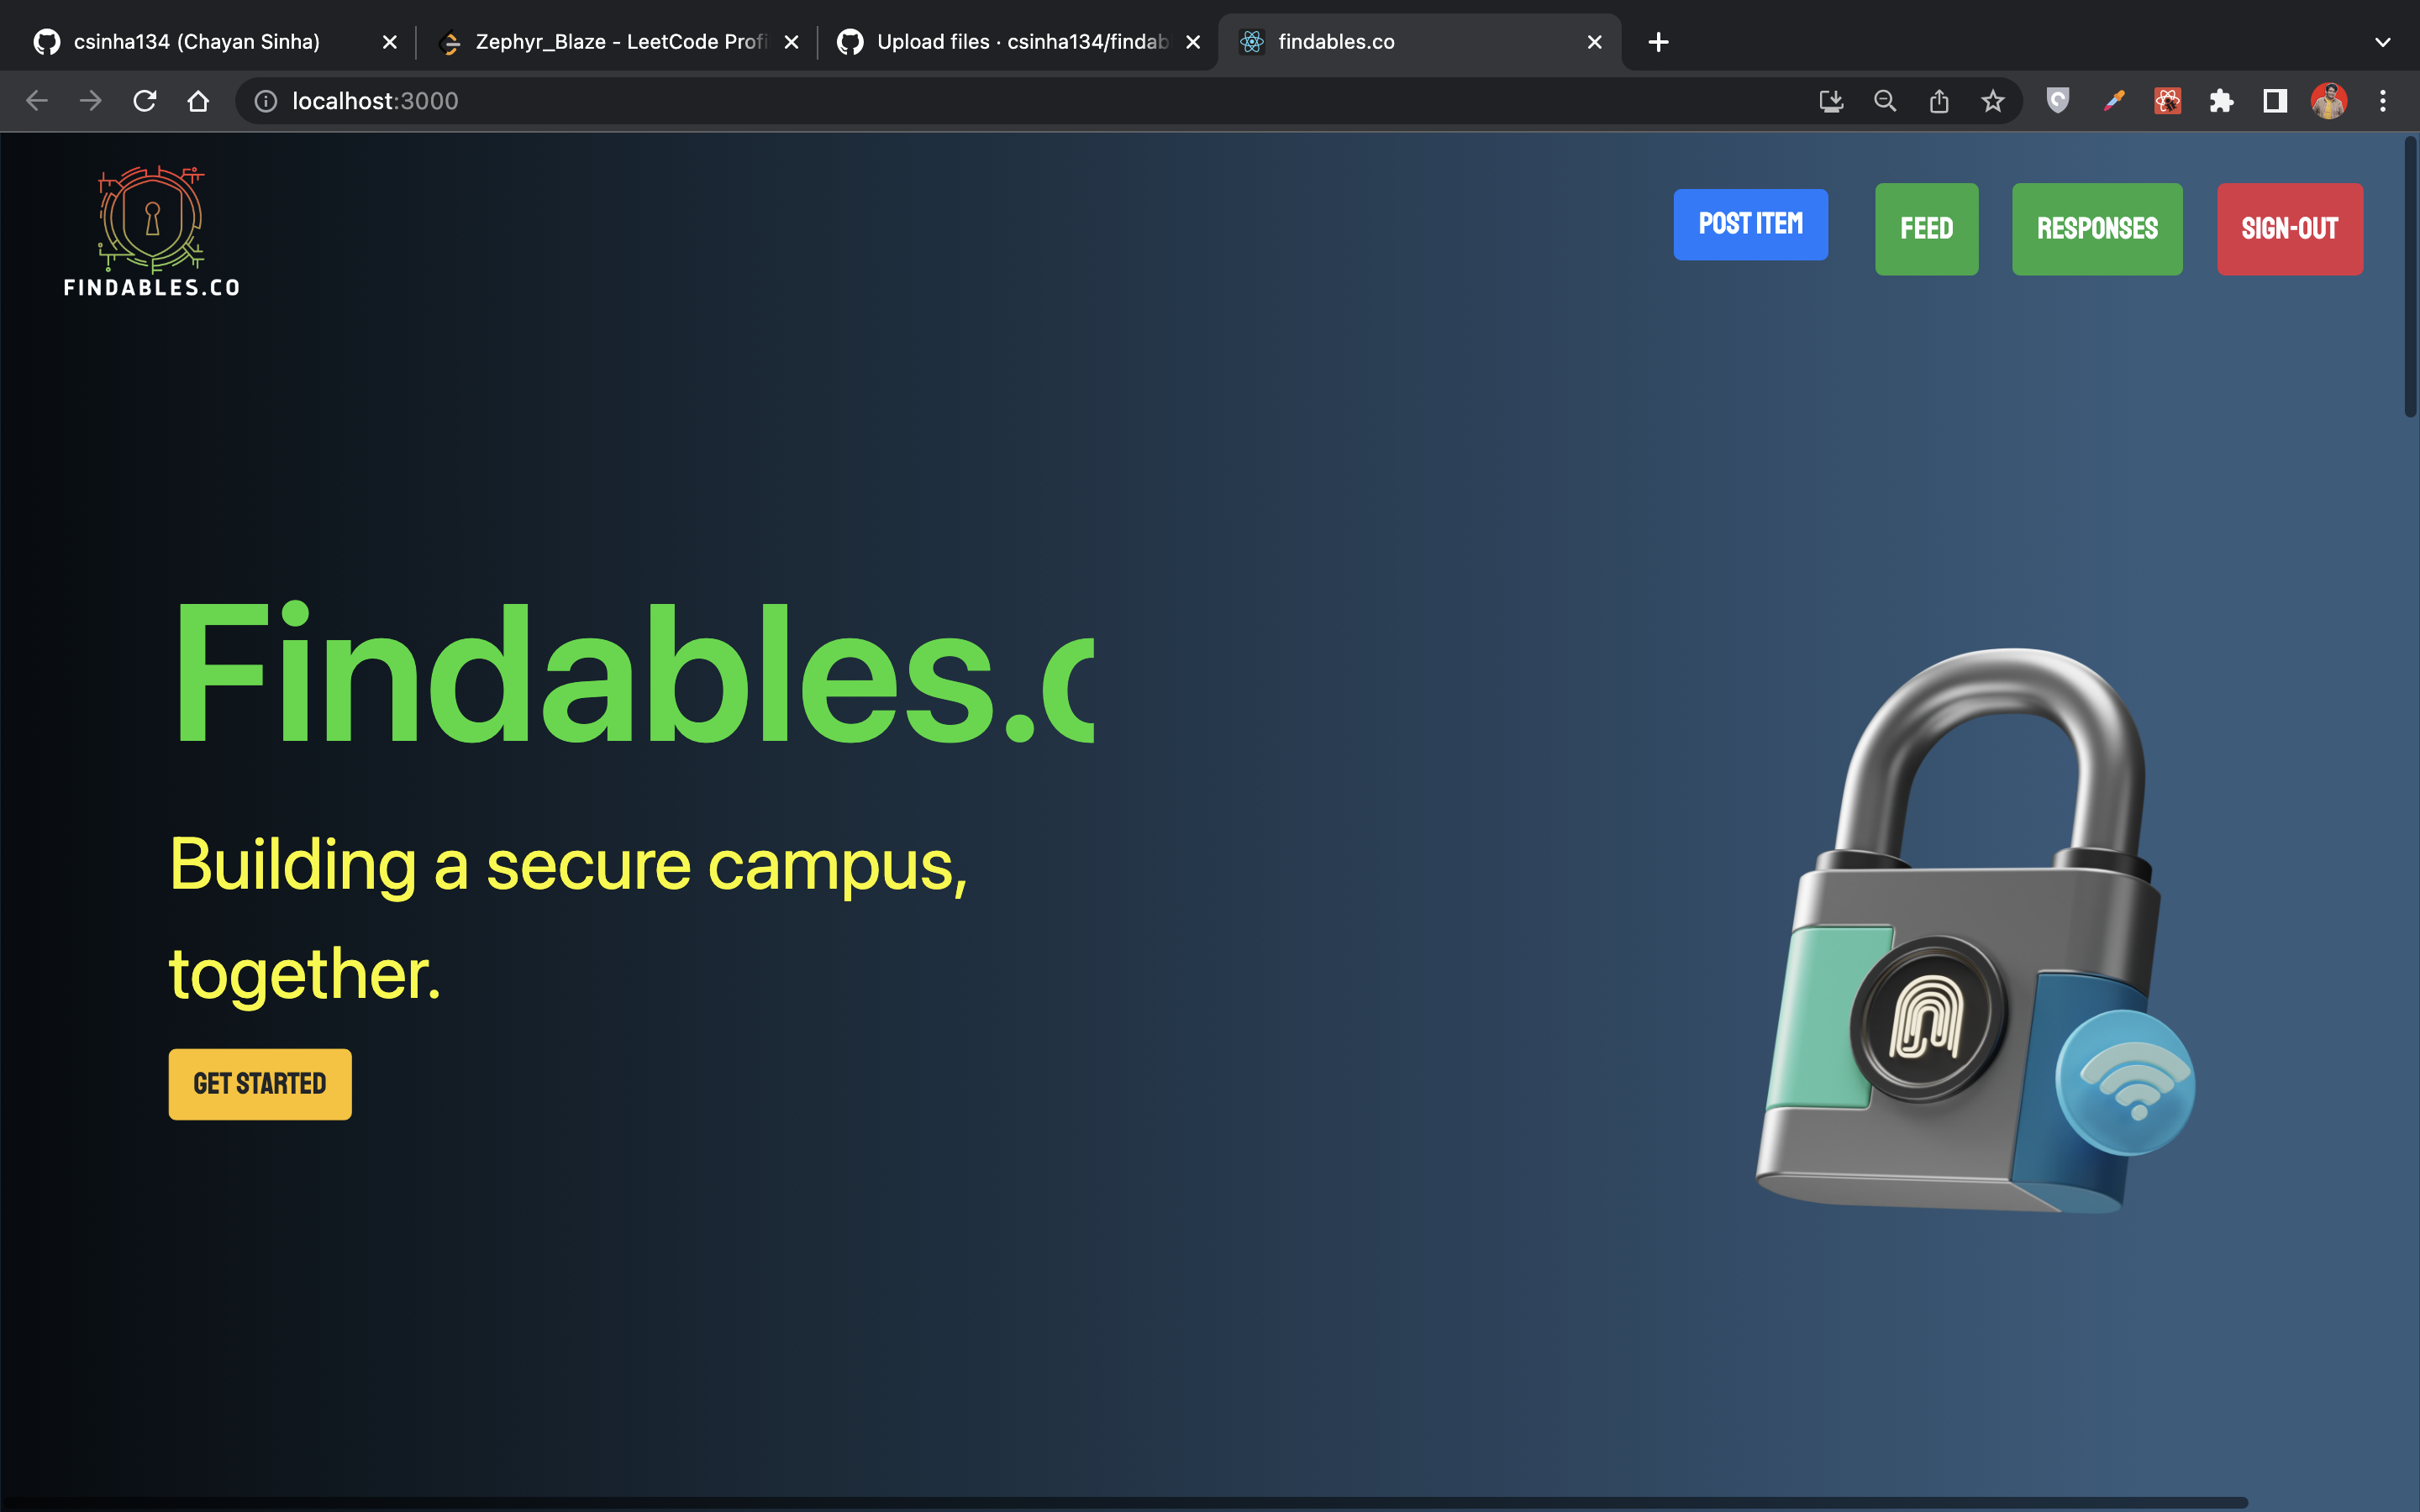 csinha134 (Chayan Sinha)
Zephyr_Blaze - LeetCode Profi
Upload files · csinha134/findab
findables.co
localhost:3000
FINDABLES.CO
POST ITEM
FEED
RESPONSES
SIGN-OUT
Findables.c
Building a secure campus,
together.
GET STARTED